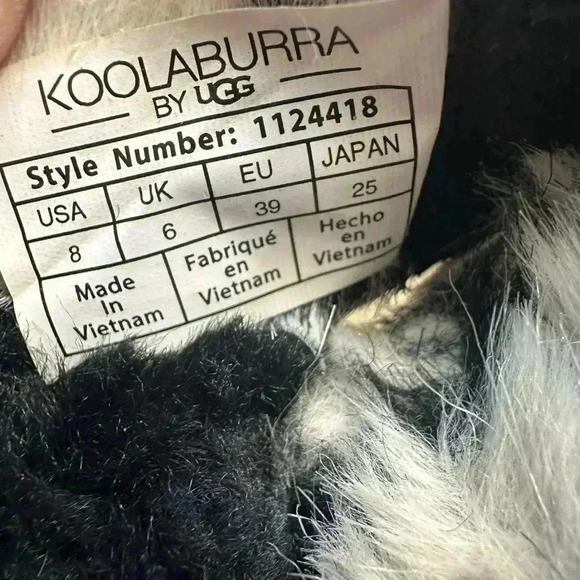 KOOLABURRA
BY UGG
Style Number: 1124418
USA UK EU JAPAN
8 6 39 25
Made In Vietnam
Fabriqué en Vietnam
Hecho en Vietnam